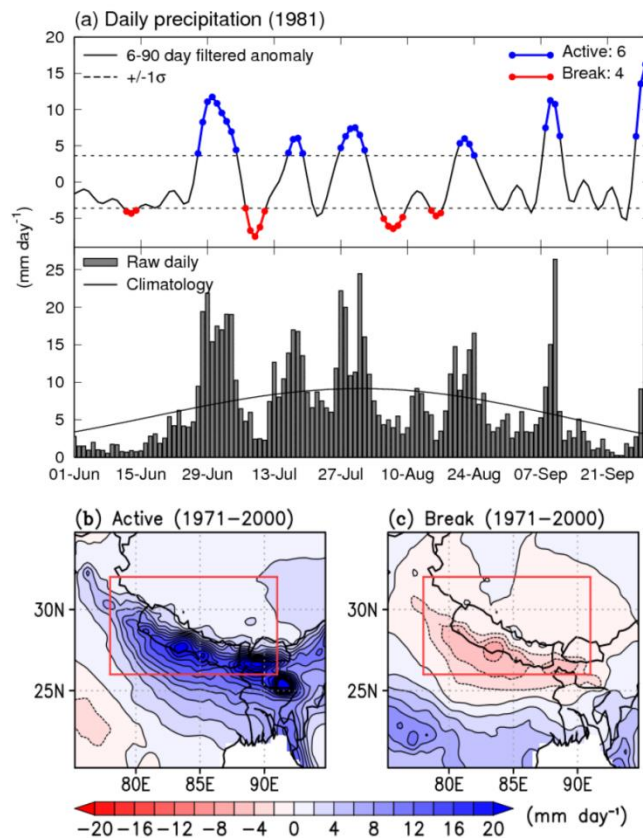 (a) Daily precipitation (1981)
20
15
10
5
0
-5
6-90 day filtered anomaly
+/-1σ
Active: 6
Break: 4
(mm day⁻¹)
25
20
15
10
5
0
Raw daily
Climatology
01-Jun 15-Jun 29-Jun 13-Jul 27-Jul 10-Aug 24-Aug 07-Sep 21-Sep
(b) Active (1971-2000) (c) Break (1971-2000)
30N 30N
25N 25N
80E 85E 90E 80E 85E 90E
-20 -16 -12 -8 -4 0 4 8 12 16 20 (mm day⁻¹)